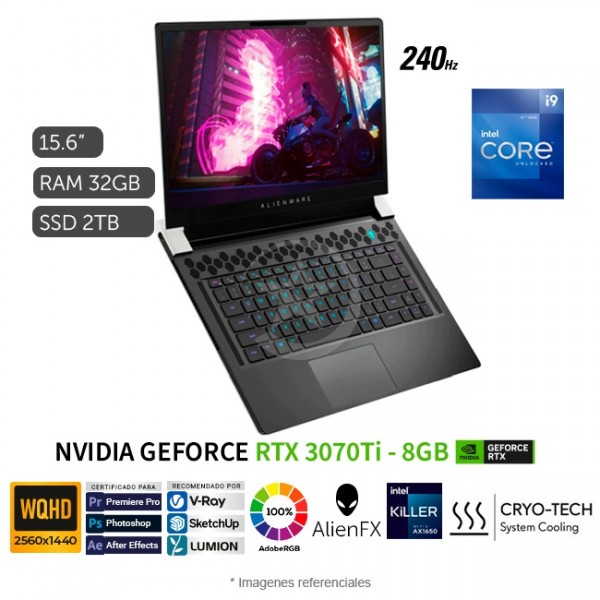 240Hz
i9
intel
CORE
UNLOCKED
15.6”
RAM 32GB
SSD 2TB
ALIENWARE
NVIDIA GEFORCE RTX 3070Ti - 8GB
NVIDIA
GEFORCE
RTX
WQHD
2560x1440
CERTIFICADO PARA
Pr Premiere Pro
Ps Photoshop
Ae After Effects
RECOMENDADO POR
V-Ray
SketchUp
LUMION
100%
AdobeRGB
AlienFX
intel
KiLLER
AX1650
CRYO-TECH
System Cooling
* Imagenes referenciales